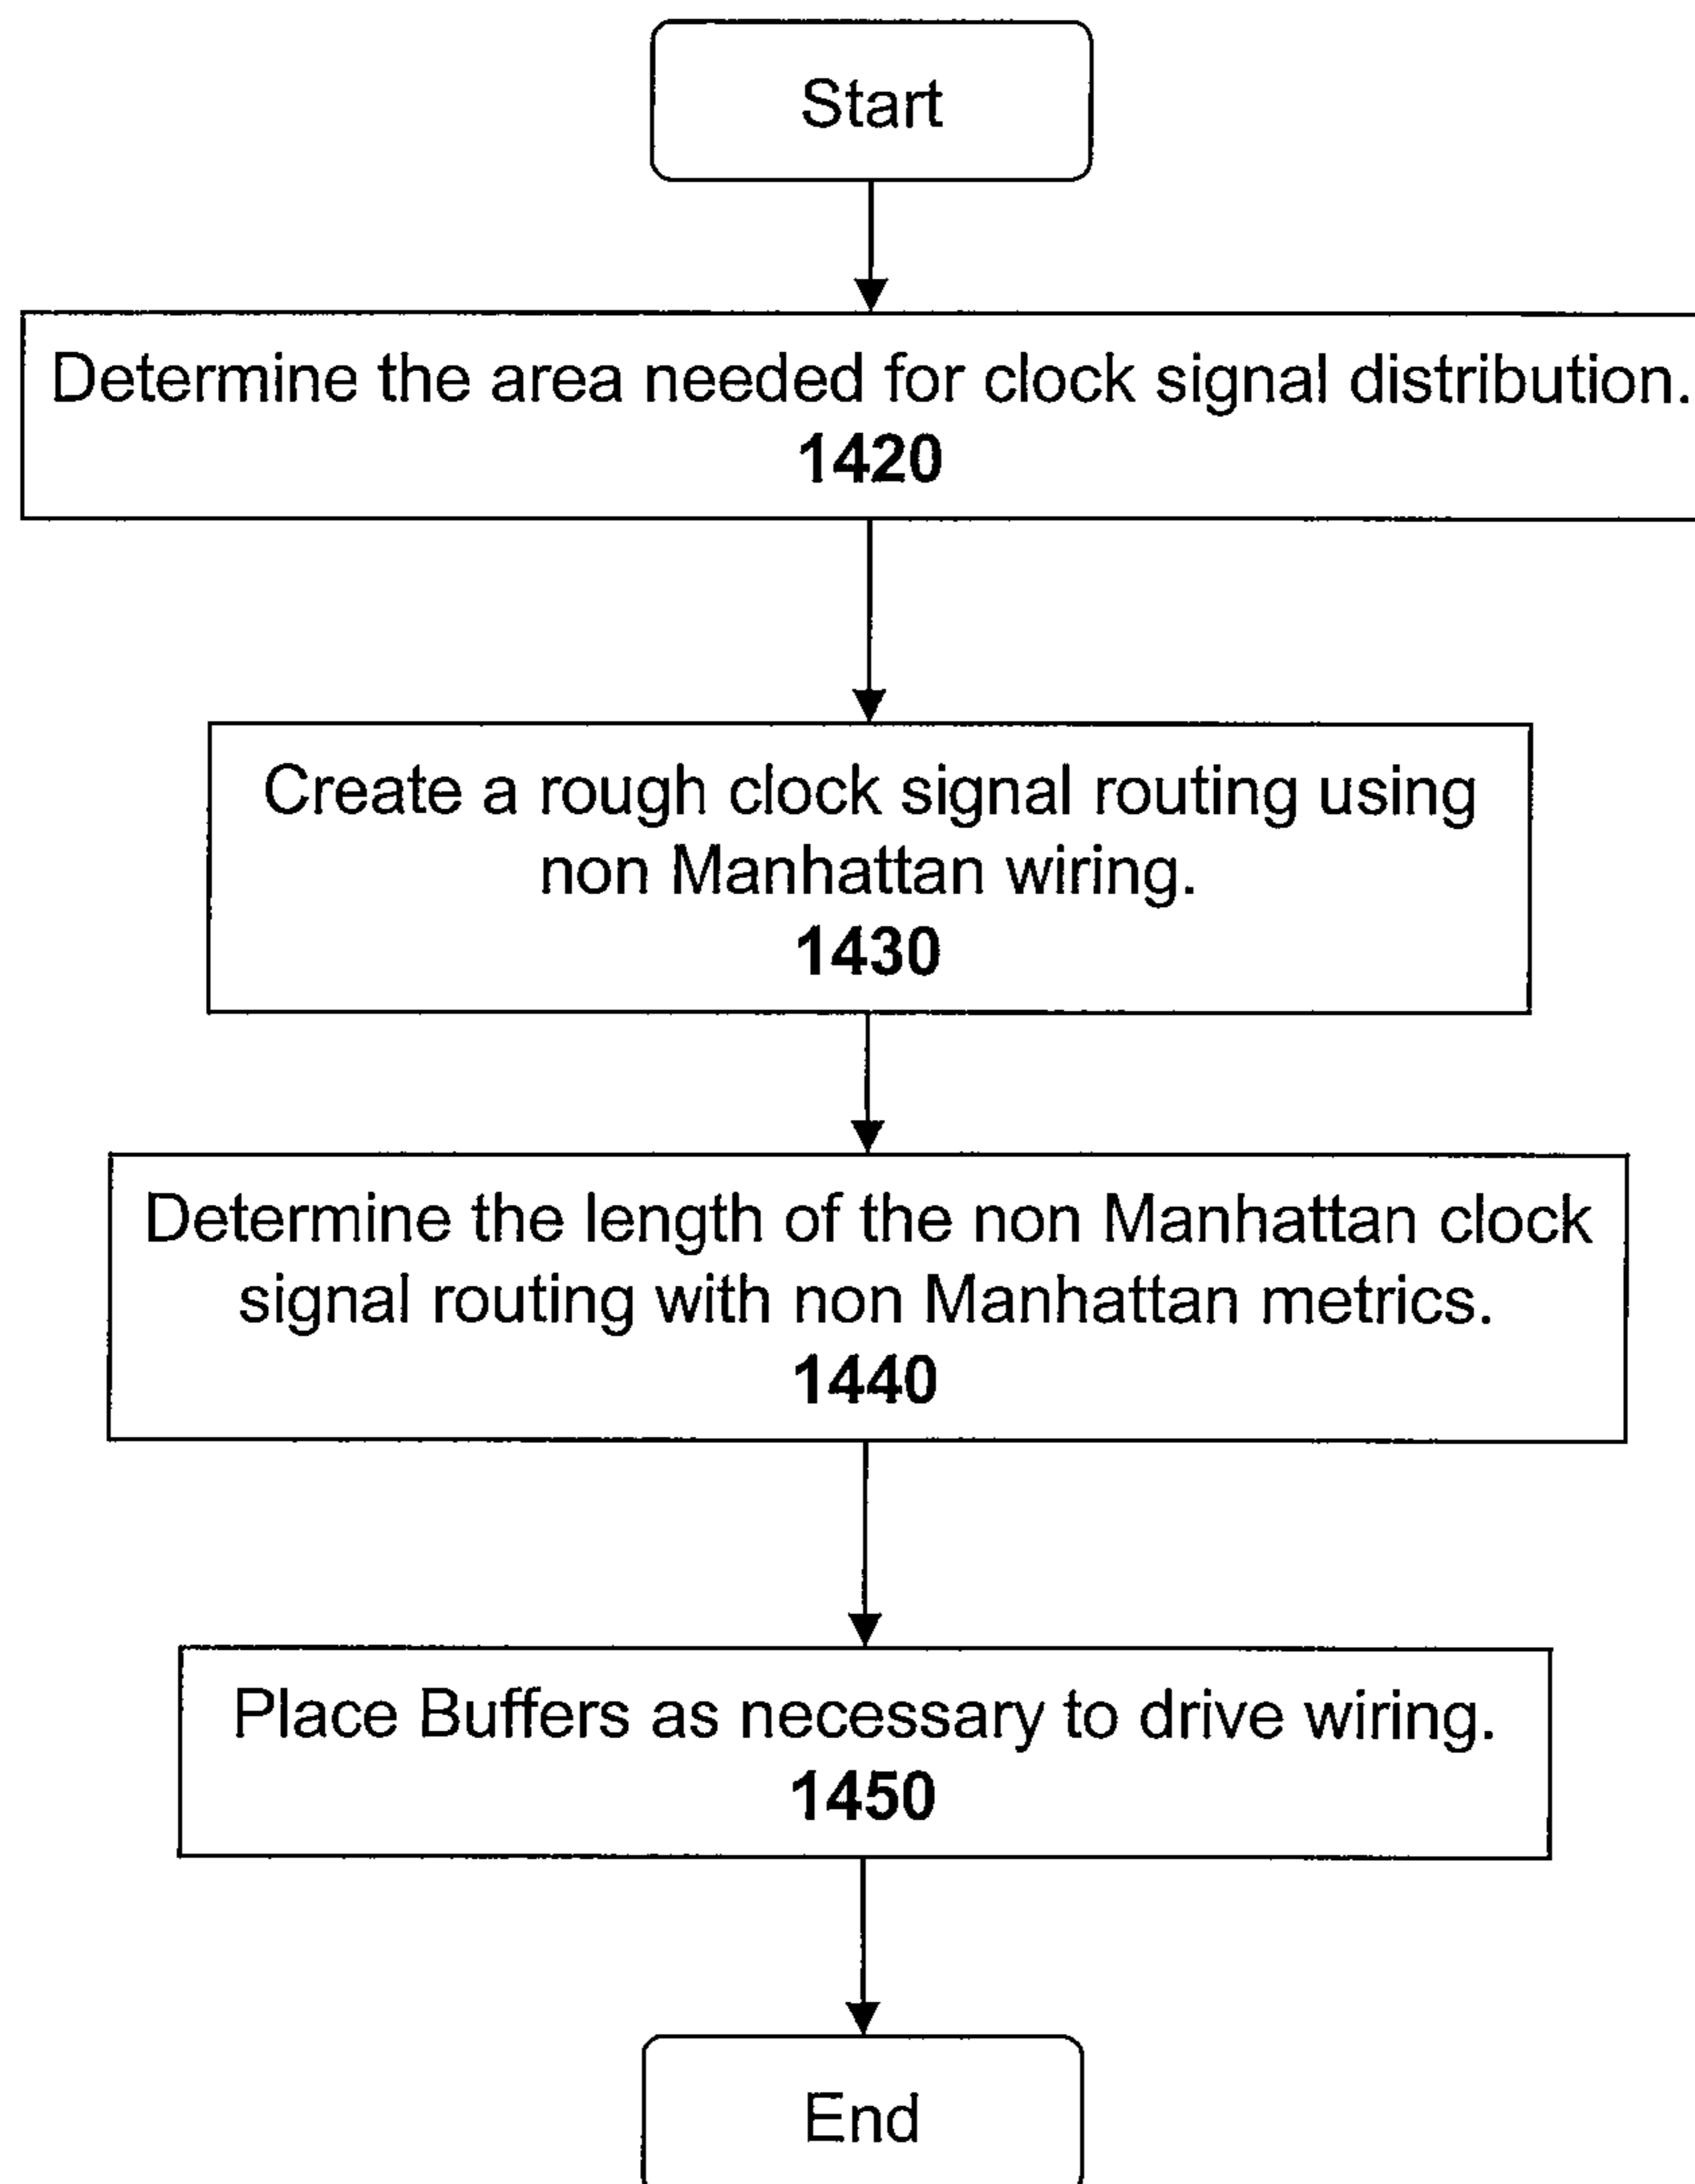 Start
Determine the area needed for clock signal distribution.
1420
Create a rough clock signal routing using
non Manhattan wiring.
1430
Determine the length of the non Manhattan clock
signal routing with non Manhattan metrics.
1440
Place Buffers as necessary to drive wiring.
1450
End